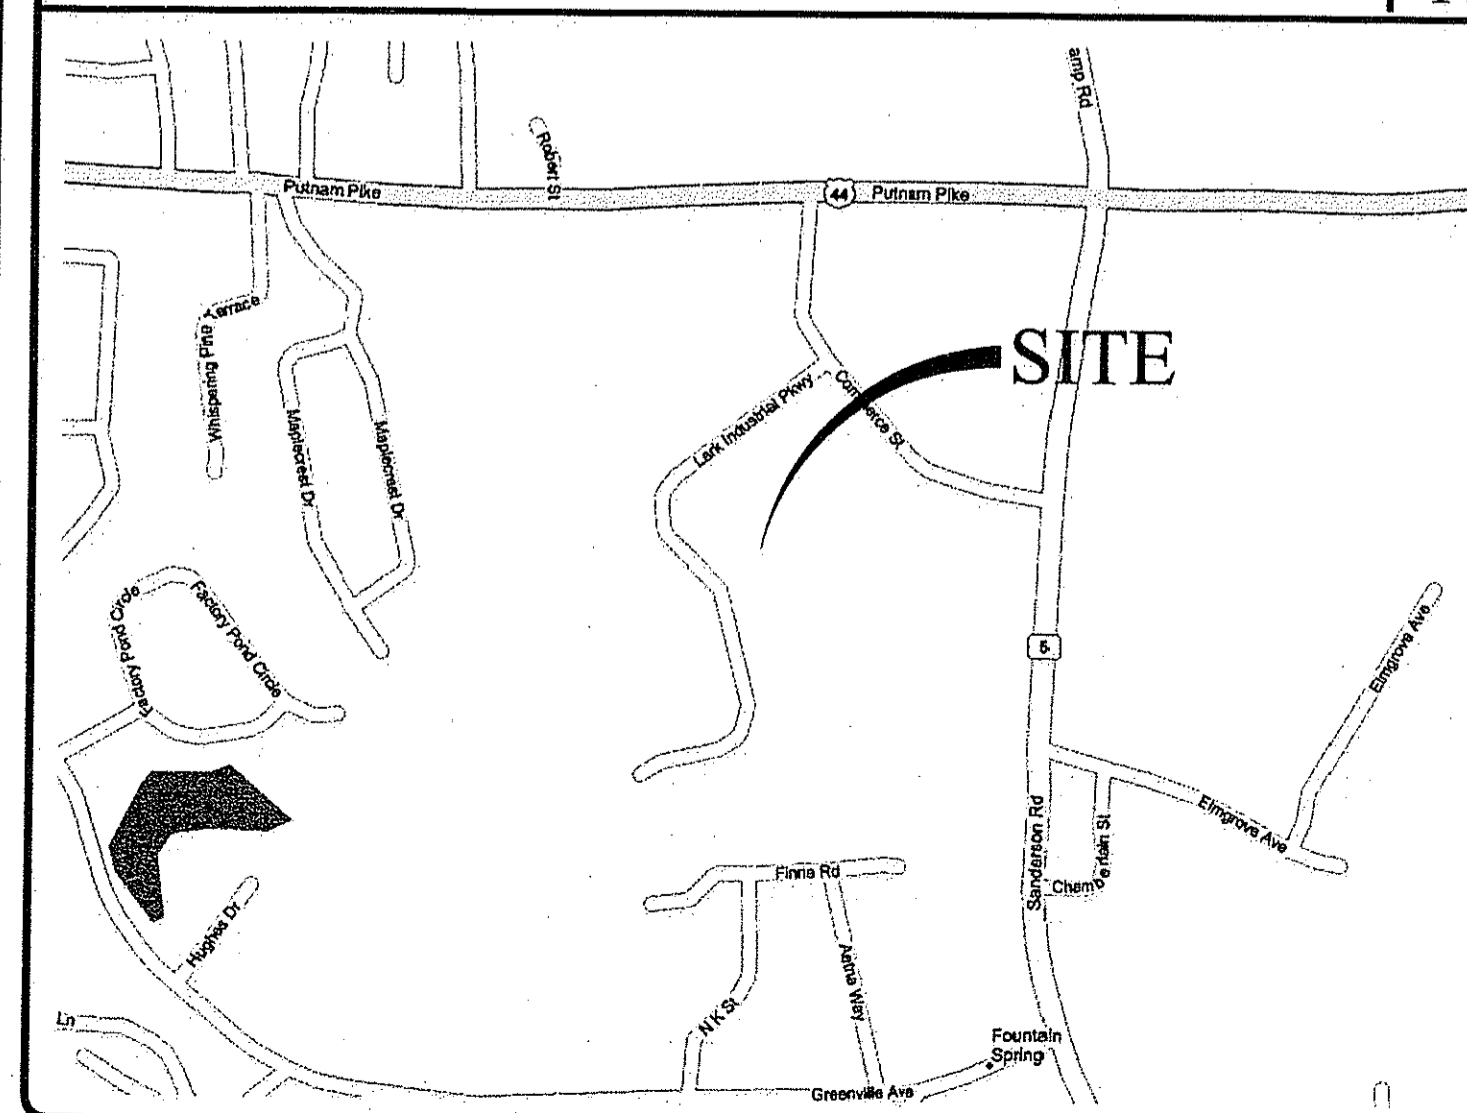 amp Rd
Robert St
Putnam Pike
44
Putnam Pike
Terrace
Whispering Pine
SITE
Lark Industrial Pkwy
Commerce St
Maplecrest Dr
Maplecrest Dr
Factory Pond Circle
Factory Pond Circle
5
Elmgrove Ave
Elmgrove Ave
Sanderson Rd
Chamberlain St
Finne Rd
Hughes Dr
Aetna Way
N K St
Ln
Fountain
Spring
Greenville Ave